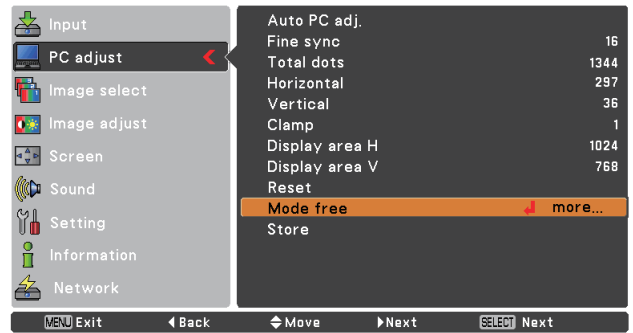 Input
PC adjust
Image select
Image adjust
Screen
Sound
Setting
Information
Network
Auto PC adj.
Fine sync 16
Total dots 1344
Horizontal 297
Vertical 36
Clamp 1
Display area H 1024
Display area V 768
Reset
Mode free more...
Store
MENU Exit Back Move Next SELECT Next